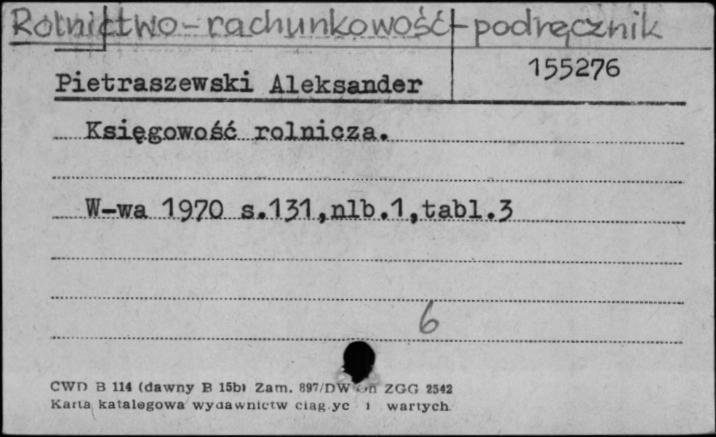 Rolnictwo - rachunkowość - podręcznik
155276
Pietraszewski Aleksander
Księgowość rolnicza.
W-wa 1970 s.131,nlb.1,tabl.3
6
CWD B 114 (dawny B 15b) Zam. 897/DW ZGG 2542
Karta katalogowa wydawnictw i wartych